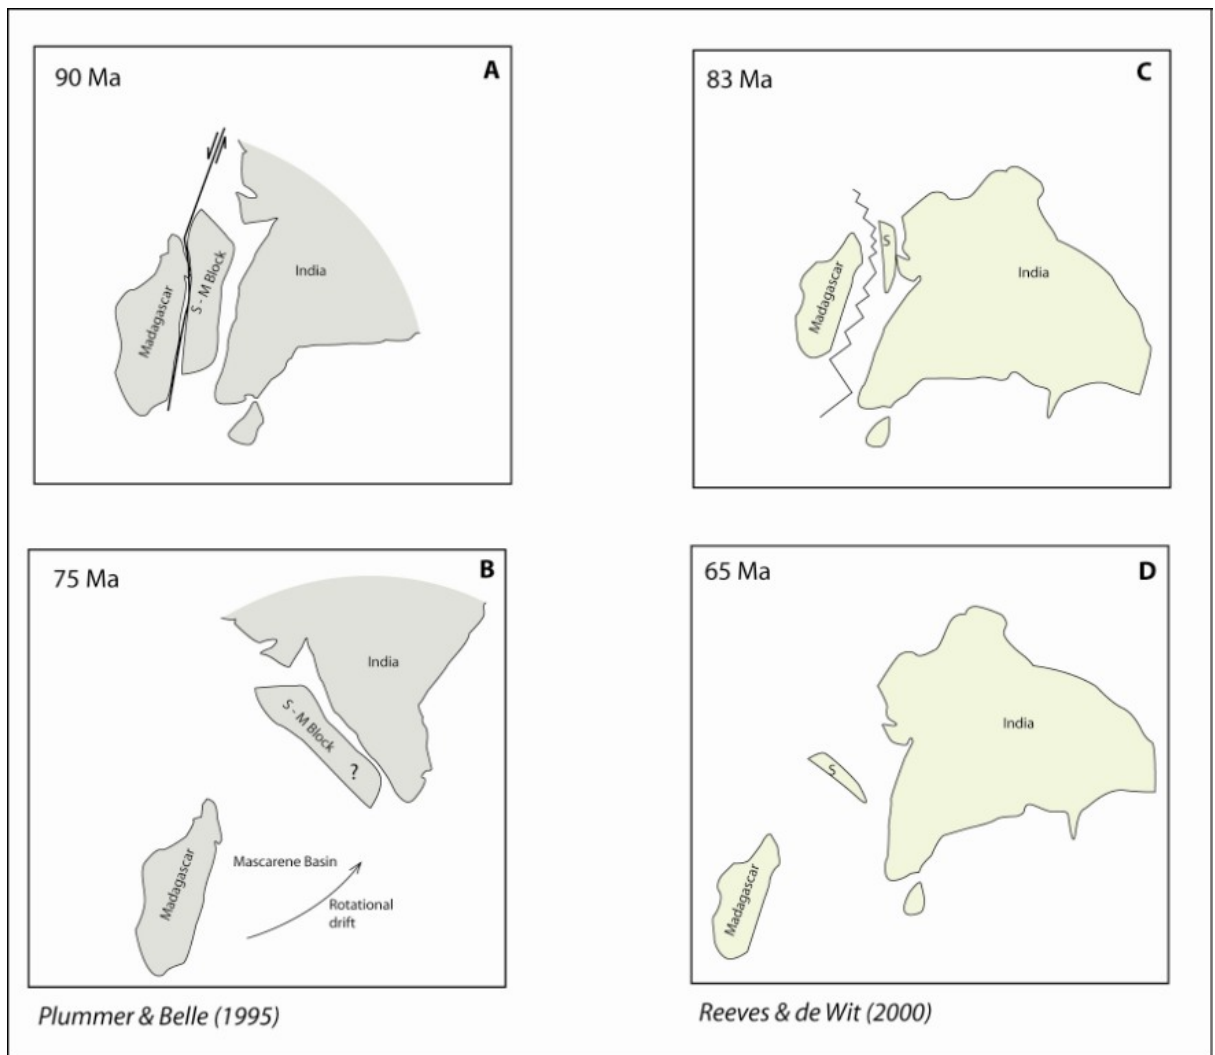 90 Ma
A
Madagascar
S - M Block
India
75 Ma
B
India
S - M Block
?
Madagascar
Mascarene Basin
Rotational
drift
Plummer & Belle (1995)
83 Ma
C
Madagascar
S
India
65 Ma
D
India
S
Madagascar
Reeves & de Wit (2000)